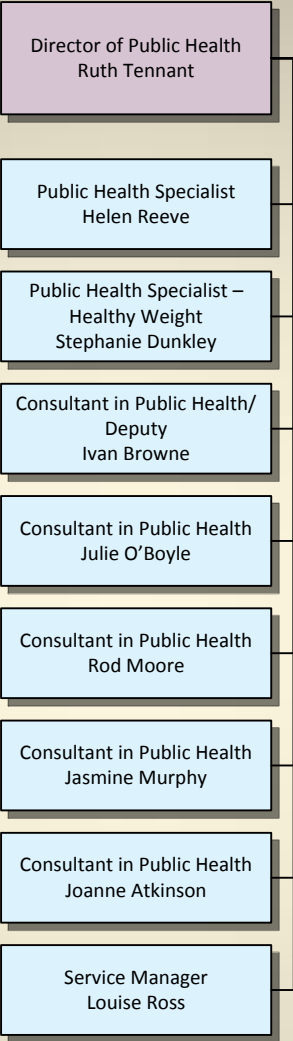 Director of Public Health
Ruth Tennant
Public Health Specialist
Helen Reeve
Public Health Specialist –
Healthy Weight
Stephanie Dunkley
Consultant in Public Health/
Deputy
Ivan Browne
Consultant in Public Health
Julie O’Boyle
Consultant in Public Health
Rod Moore
Consultant in Public Health
Jasmine Murphy
Consultant in Public Health
Joanne Atkinson
Service Manager
Louise Ross